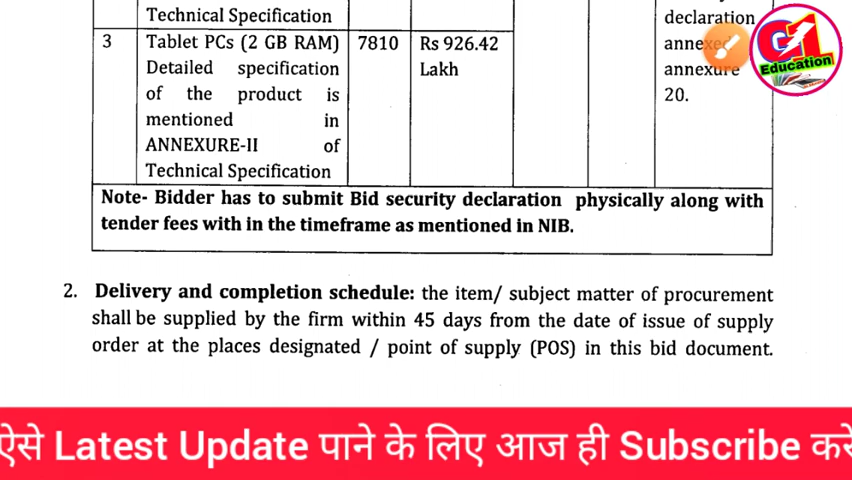 Technical Specification
declaration
3 Tablet PCs (2 GB RAM) 7810 Rs 926.42
annexed
Detailed specification Lakh
annexure
of the product is
20.
mentioned in
ANNEXURE-II of
Technical Specification
Note- Bidder has to submit Bid security declaration physically along with
tender fees with in the timeframe as mentioned in NIB.
2. Delivery and completion schedule: the item/ subject matter of procurement
shall be supplied by the firm within 45 days from the date of issue of supply
order at the places designated / point of supply (POS) in this bid document.
G1
Education
ऐसे Latest Update पाने के लिए आज ही Subscribe करे